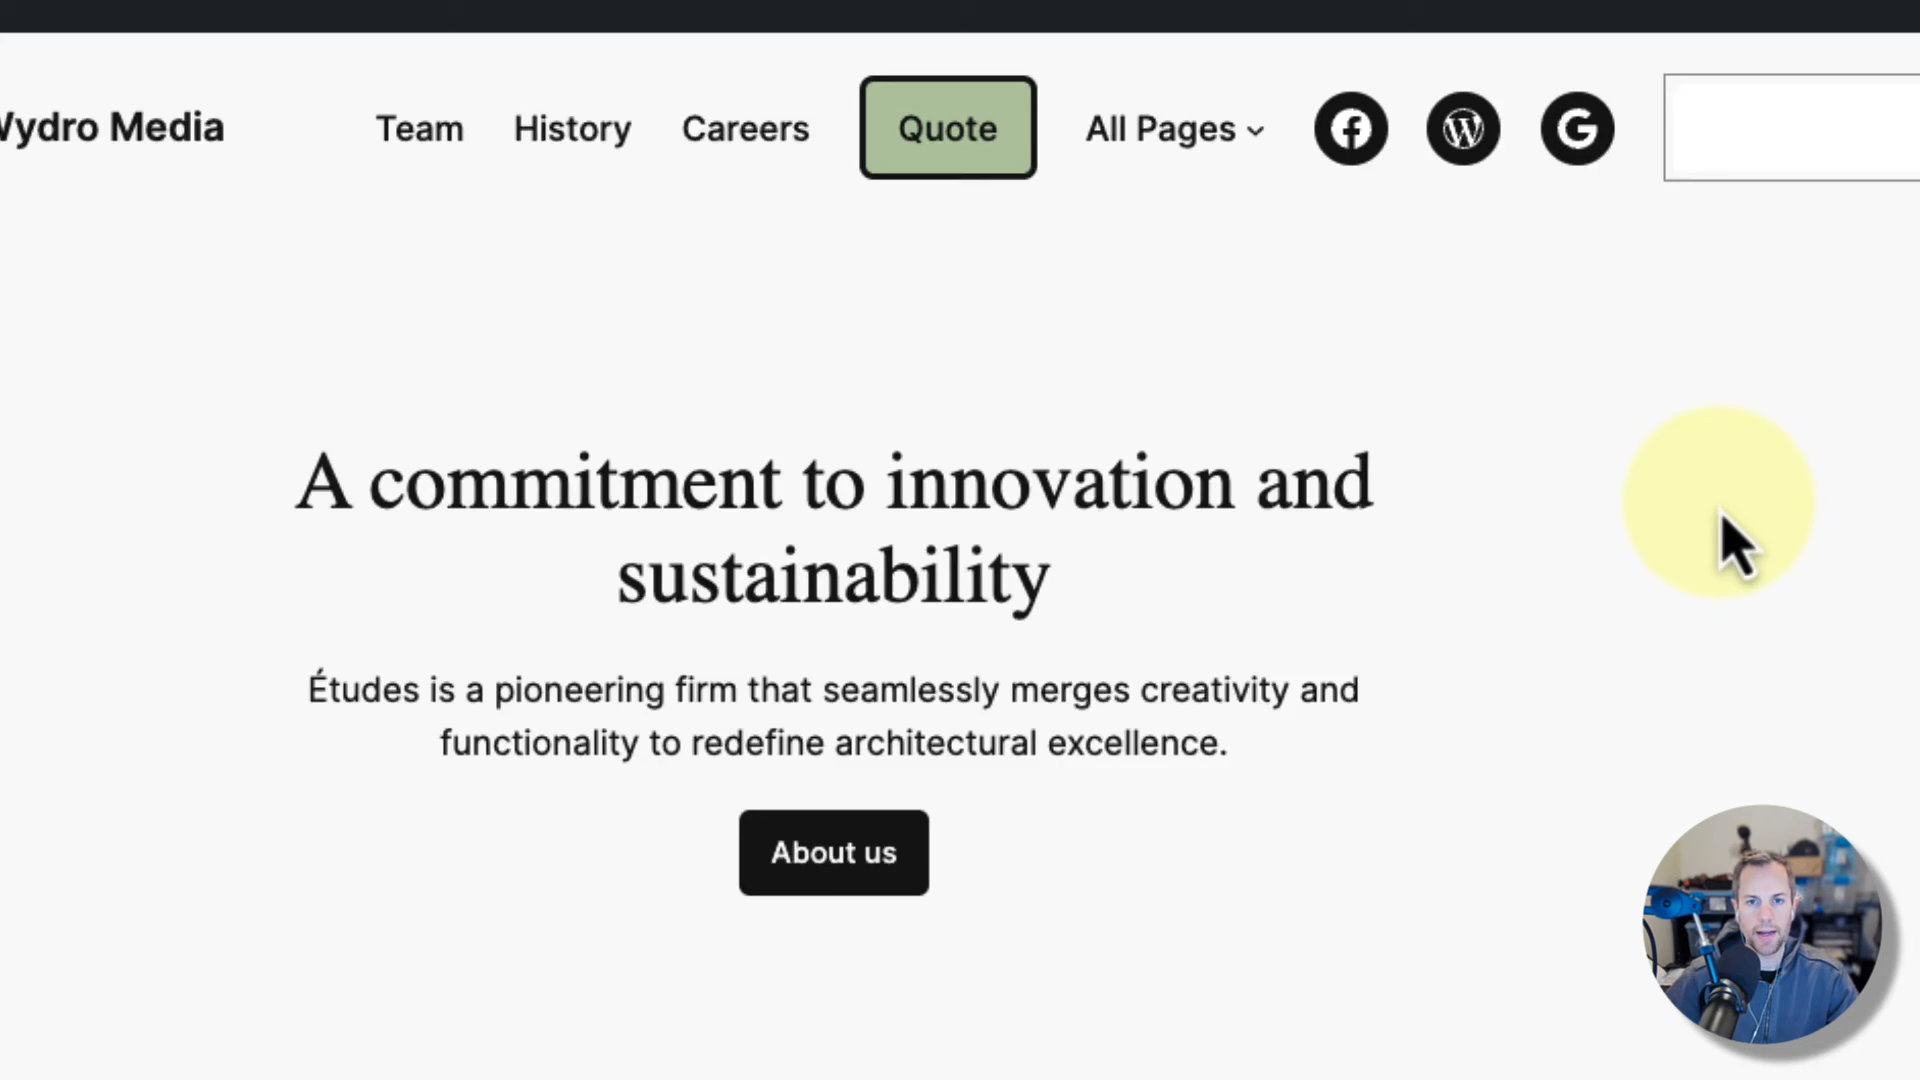 Wydro Media Team History Careers Quote All Pages
A commitment to innovation and
sustainability
Études is a pioneering firm that seamlessly merges creativity and
functionality to redefine architectural excellence.
About us